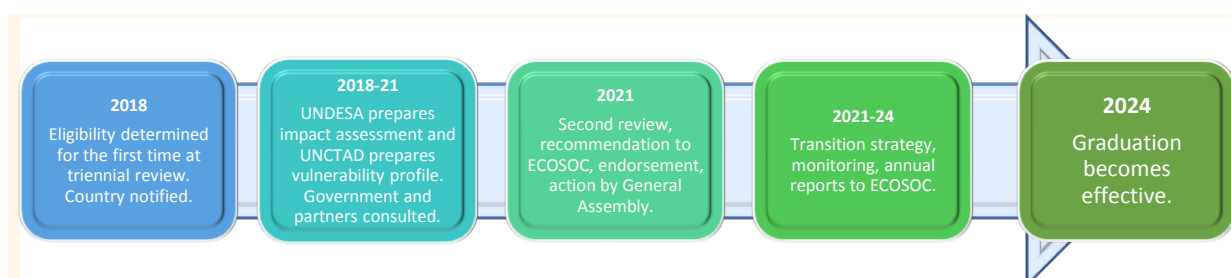 2018
Eligibility determined
for the first time at
triennial review.
Country notified.
2018-21
UNDESA prepares
impact assessment and
UNCTAD prepares
vulnerability profile.
Government and
partners consulted.
2021
Second review,
recommendation to
ECOSOC, endorsement,
action by General
Assembly.
2021-24
Transition strategy,
monitoring, annual
reports to ECOSOC.
2024
Graduation
becomes
effective.